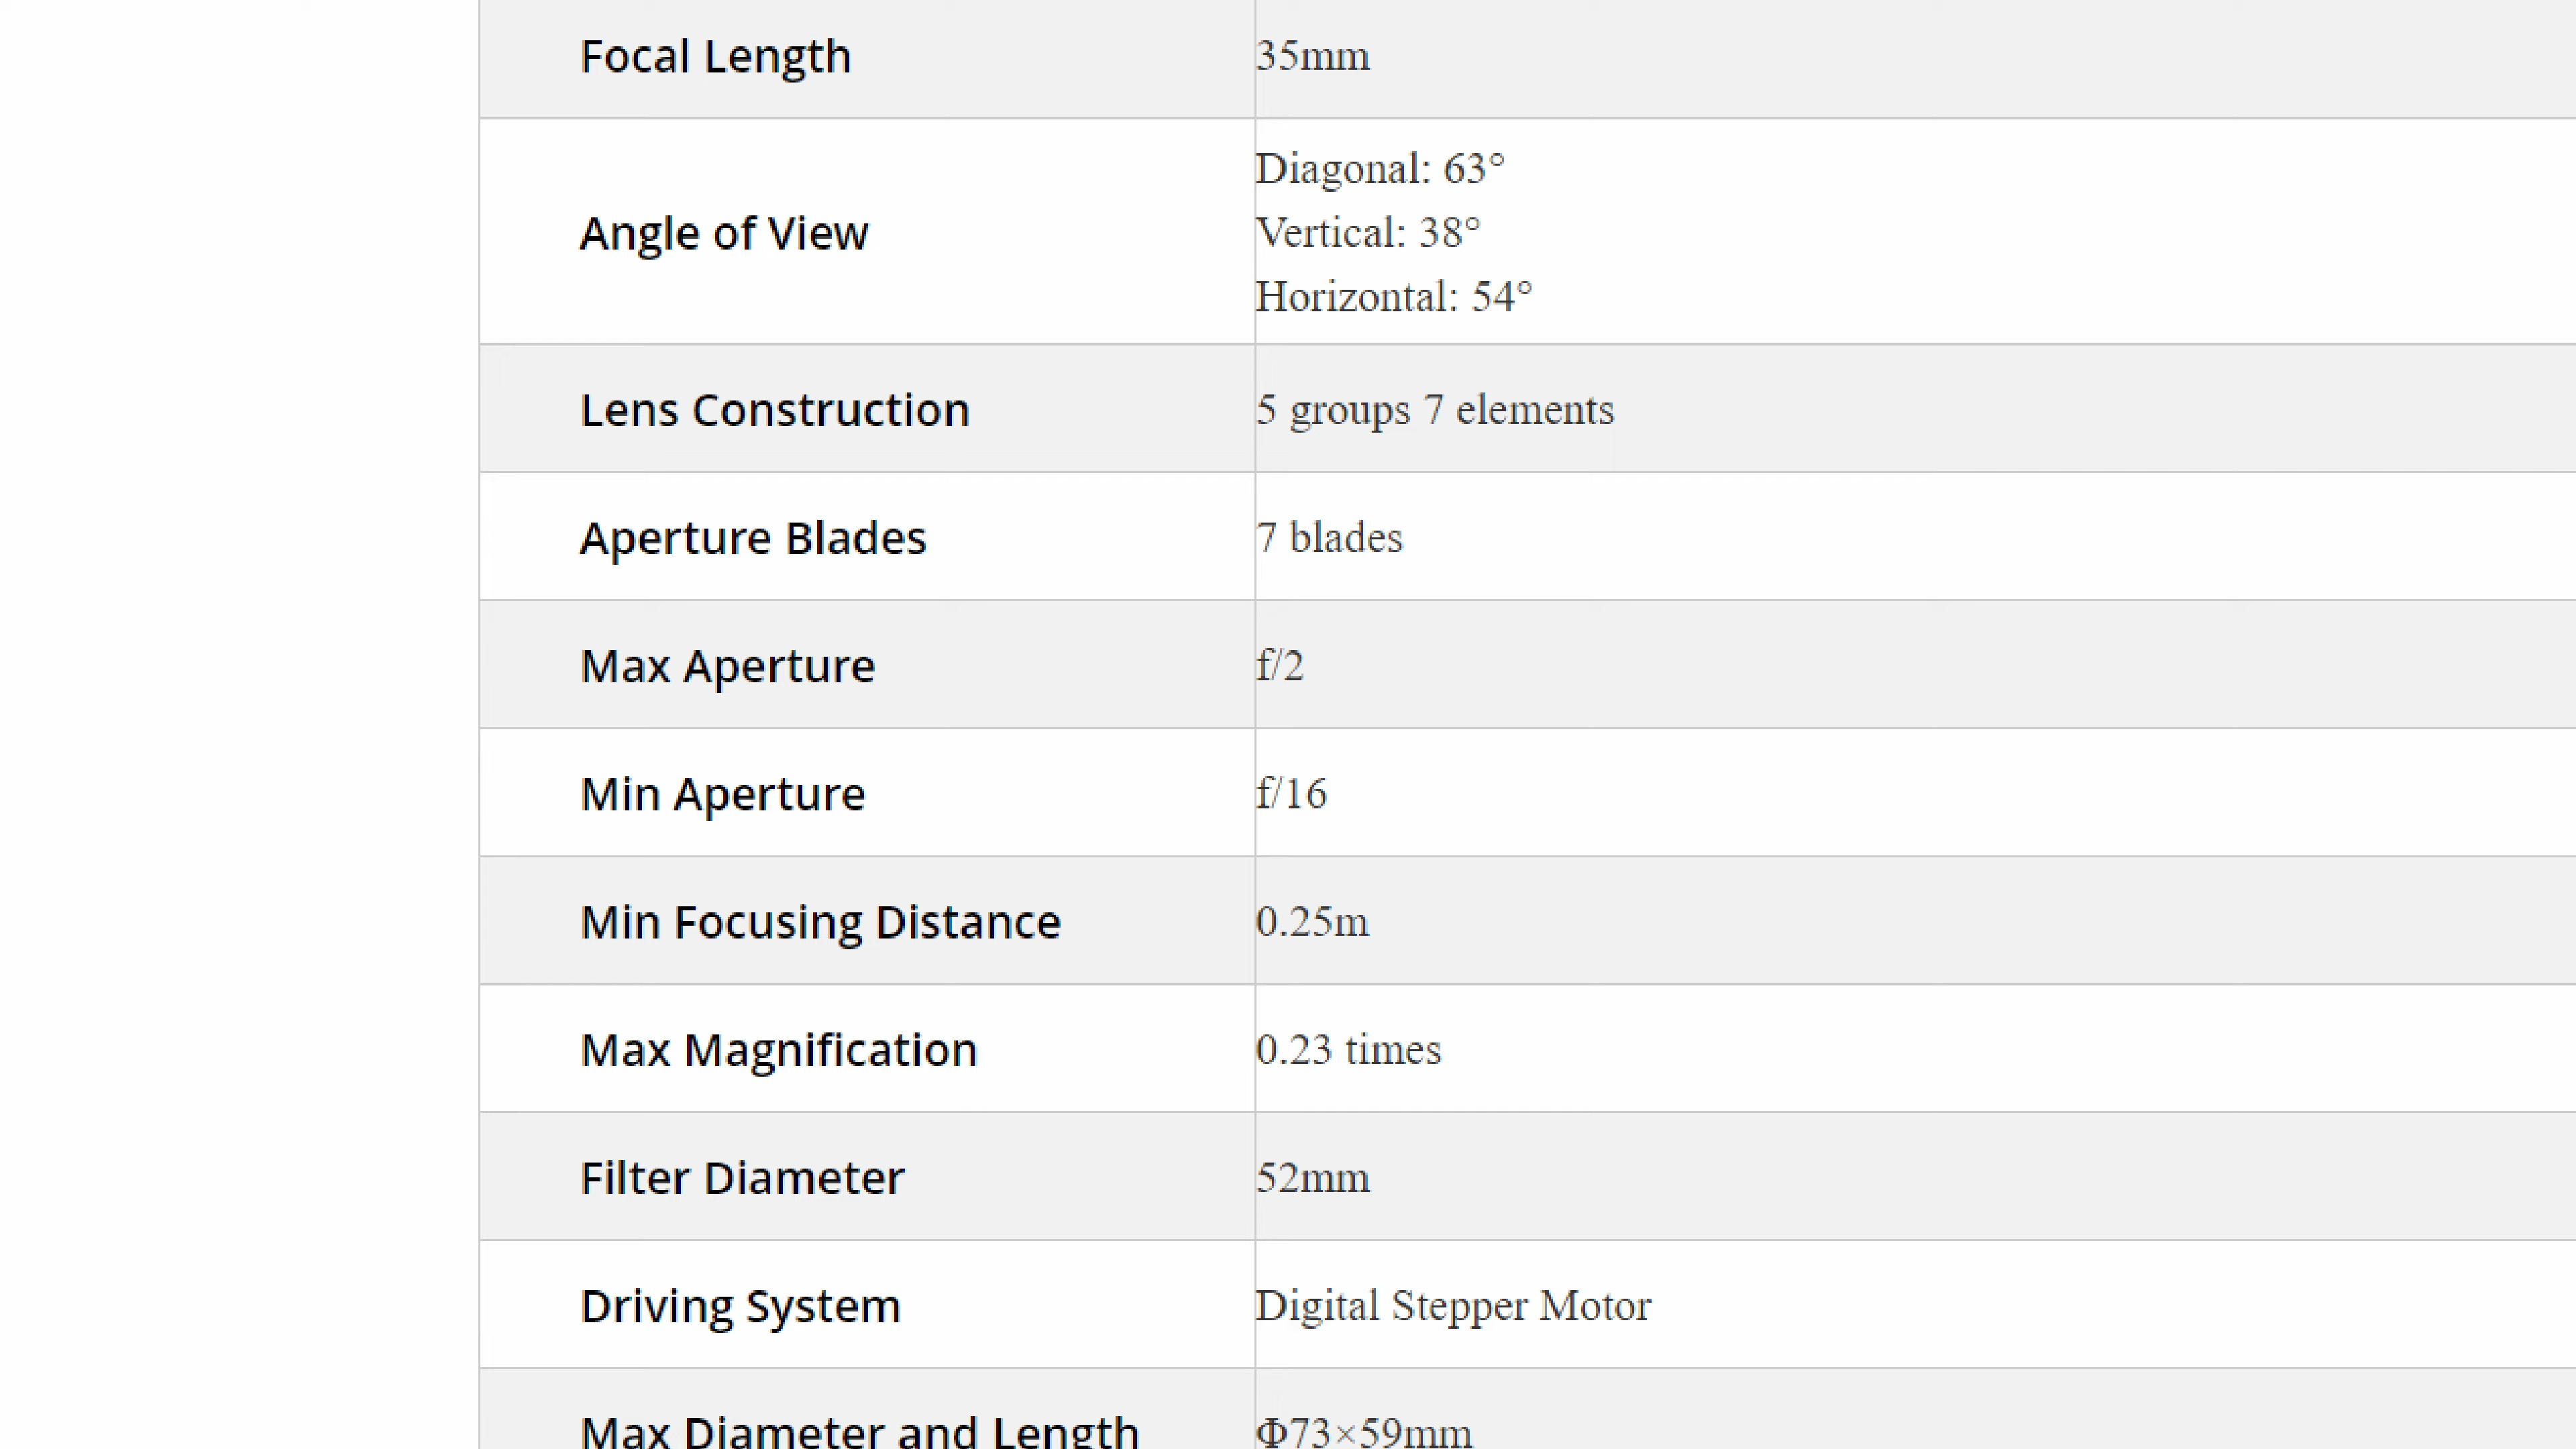 Focal Length
35mm
Angle of View
Diagonal: 63°
Vertical: 38°
Horizontal: 54°
Lens Construction
5 groups 7 elements
Aperture Blades
7 blades
Max Aperture
f/2
Min Aperture
f/16
Min Focusing Distance
0.25m
Max Magnification
0.23 times
Filter Diameter
52mm
Driving System
Digital Stepper Motor
Max Diameter and Length
Φ73×59mm